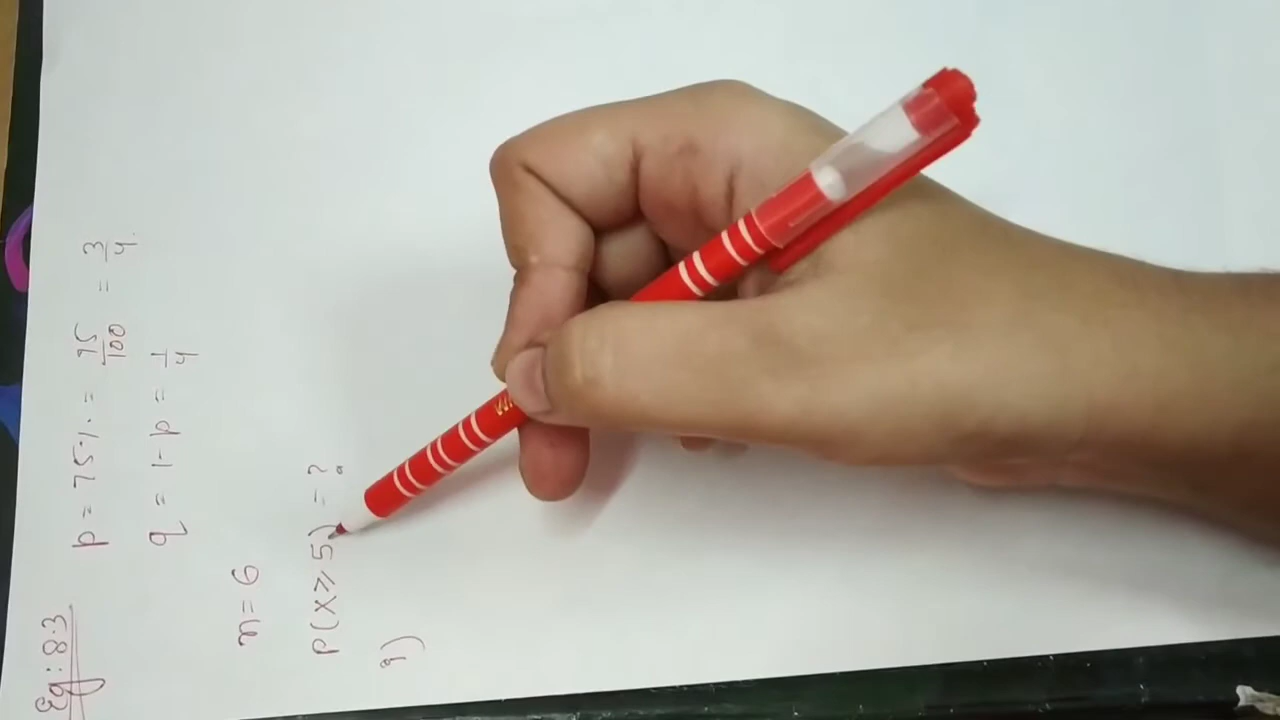 Eg: 8.3
p = 75% = 75/100 = 3/4.
q = 1-p = 1/4
n = 6
P(X ≥ 5) = ?
i)